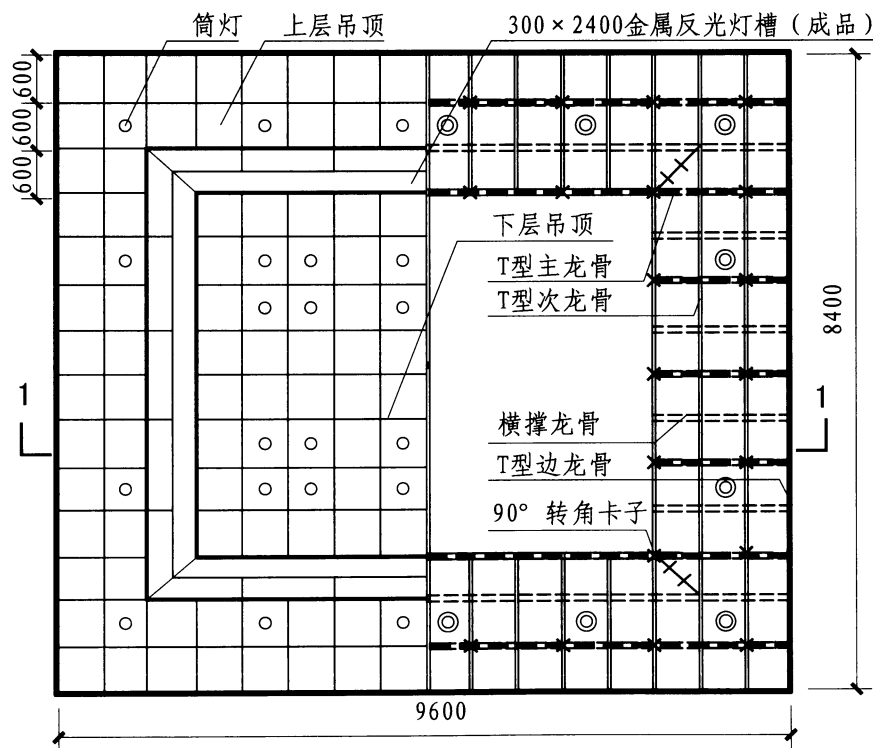 筒灯
上层吊顶
300×2400金属反光灯槽（成品）
600
600
600
下层吊顶
T型主龙骨
T型次龙骨
8400
1
1
横撑龙骨
T型边龙骨
90° 转角卡子
9600